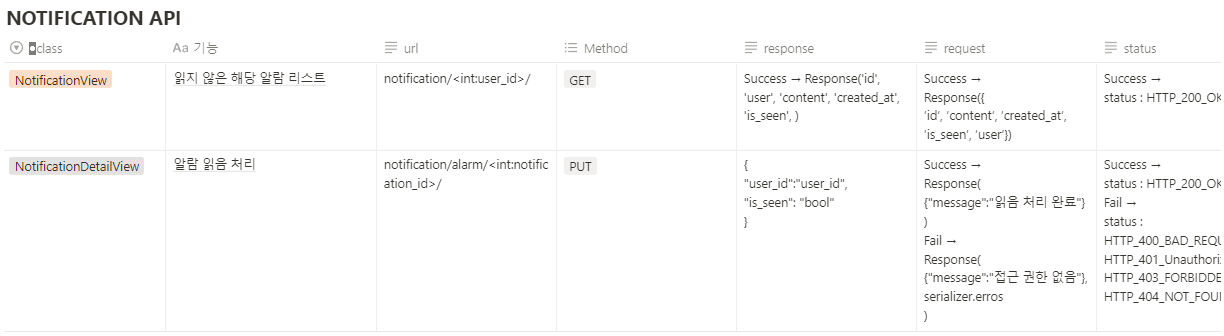 NOTIFICATION API
class
Aa 기능
url
Method
response
request
status
NotificationView
읽지 않은 해당 알람 리스트
notification/<int:user_id>/
GET
Success → Response('id',
'user', 'content', 'created_at',
'is_seen', )
Success →
Response({
'id', 'content', 'created_at',
'is_seen', 'user'})
Success →
status : HTTP_200_OK
NotificationDetailView
알람 읽음 처리
notification/alarm/<int:notific
ation_id>/
PUT
{
"user_id":"user_id",
"is_seen": "bool"
}
Success →
Response(
{"message":"읽음 처리 완료"}
)
Fail →
Response(
{"message":"접근 권한 없음"},
serializer.erros
)
Success →
status : HTTP_200_OK
Fail →
status :
HTTP_400_BAD_REQU
HTTP_401_Unauthoriz
HTTP_403_FORBIDDE
HTTP_404_NOT_FOU